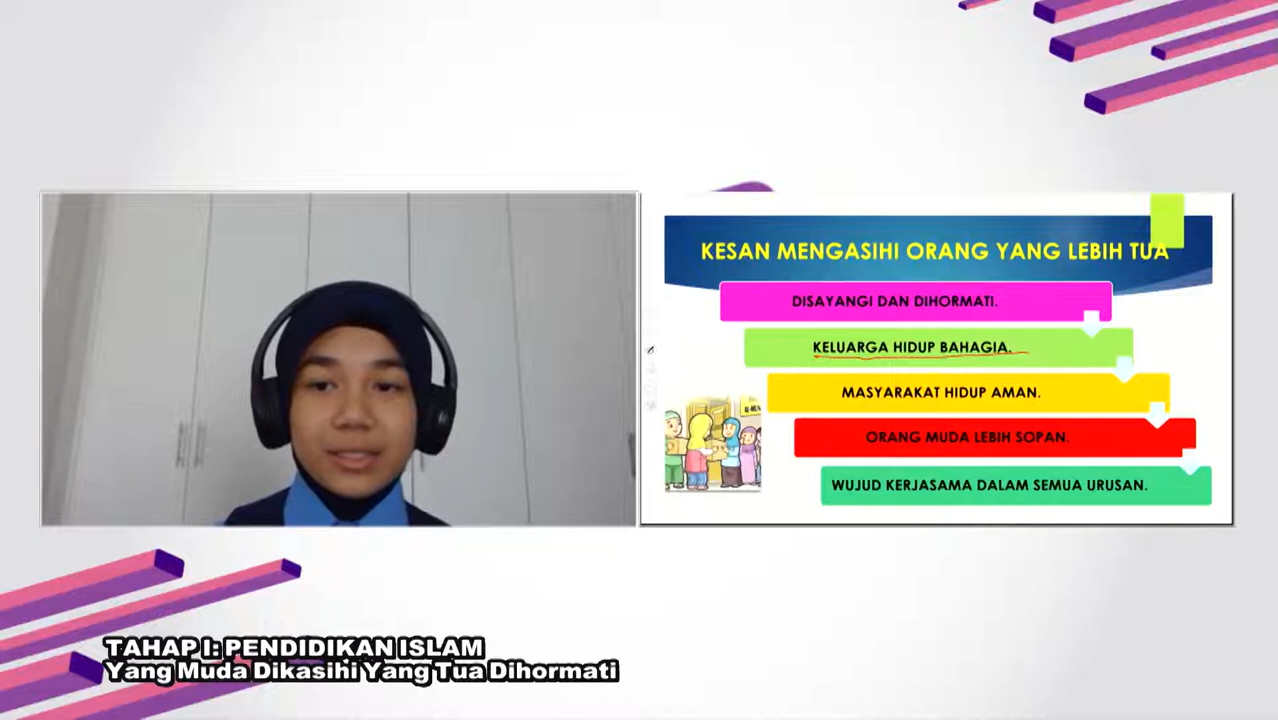 KESAN MENGASIHI ORANG YANG LEBIH TUA
DISAYANGI DAN DIHORMATI.
KELUARGA HIDUP BAHAGIA.
MASYARAKAT HIDUP AMAN.
ORANG MUDA LEBIH SOPAN.
WUJUD KERJASAMA DALAM SEMUA URUSAN.
TAHAP I: PENDIDIKAN ISLAM
Yang Muda Dikasihi Yang Tua Dihormati